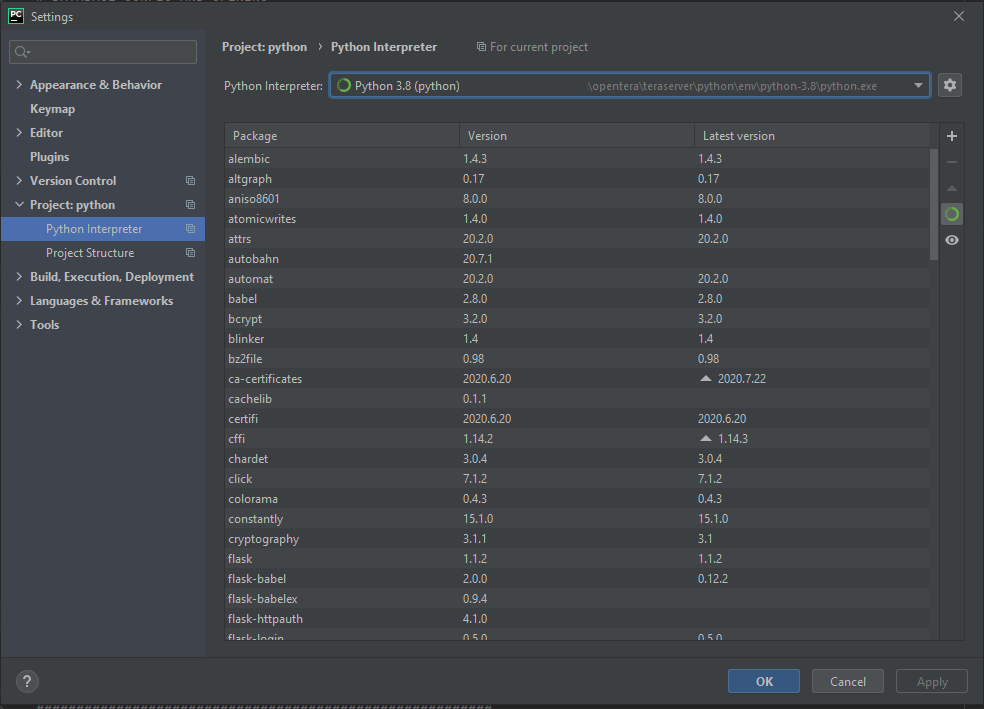 PC Settings
Project: python › Python Interpreter For current project
Python Interpreter: Python 3.8 (python) \opentera\teraserver\python\env\python-3.8\python.exe
Appearance & Behavior
Keymap
Editor
Plugins
Version Control
Project: python
Python Interpreter
Project Structure
Build, Execution, Deployment
Languages & Frameworks
Tools
Package Version Latest version
alembic 1.4.3 1.4.3
altgraph 0.17 0.17
aniso8601 8.0.0 8.0.0
atomicwrites 1.4.0 1.4.0
attrs 20.2.0 20.2.0
autobahn 20.7.1
automat 20.2.0 20.2.0
babel 2.8.0 2.8.0
bcrypt 3.2.0 3.2.0
blinker 1.4 1.4
bz2file 0.98 0.98
ca-certificates 2020.6.20 2020.7.22
cachelib 0.1.1
certifi 2020.6.20 2020.6.20
cffi 1.14.2 1.14.3
chardet 3.0.4 3.0.4
click 7.1.2 7.1.2
colorama 0.4.3 0.4.3
constantly 15.1.0 15.1.0
cryptography 3.1.1 3.1
flask 1.1.2 1.1.2
flask-babel 2.0.0 0.12.2
flask-babelex 0.9.4
flask-httpauth 4.1.0
flask-login 0.5.0 0.5.0
? OK Cancel Apply